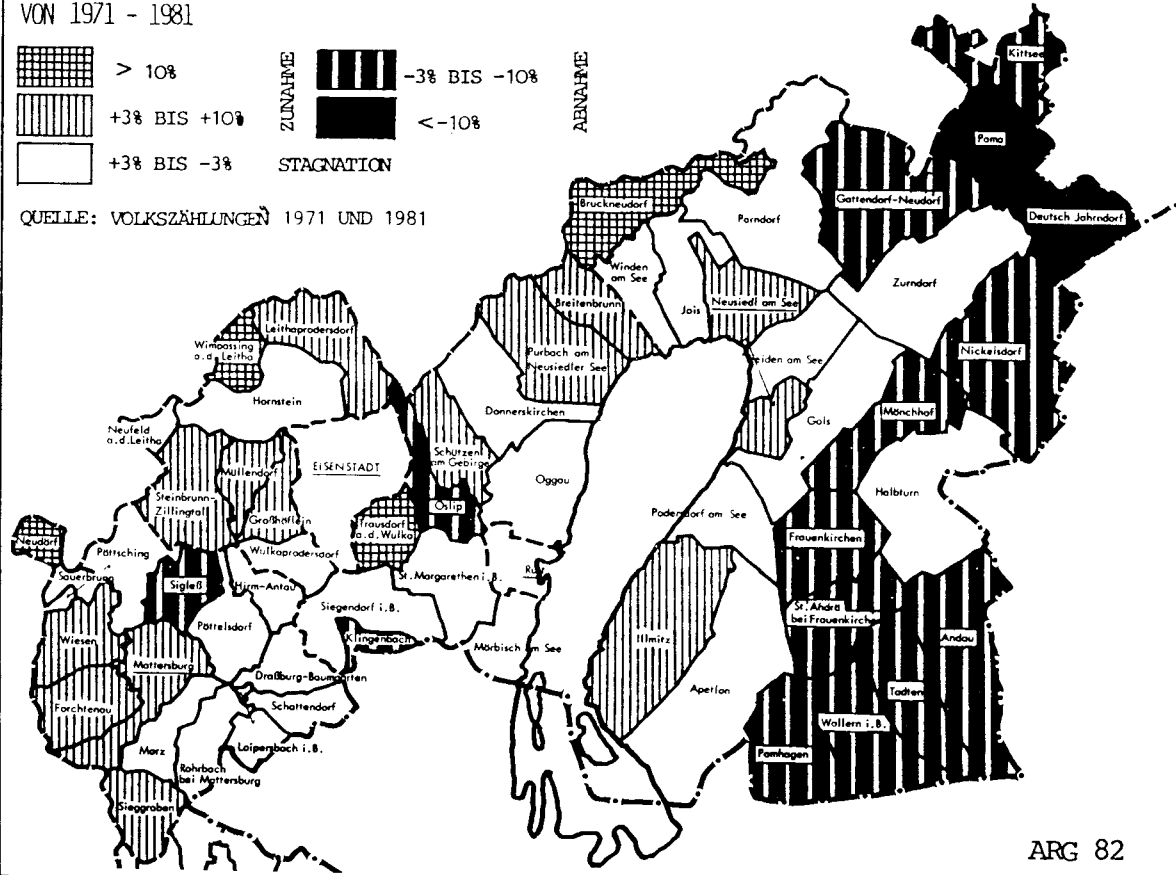 VON 1971 - 1981
> 10%
+3% BIS +10%
+3% BIS -3%
ZUNAHME
-3% BIS -10%
<-10%
STAGNATION
ABNAHME
QUELLE: VOLKSZÄHLUNGEN 1971 UND 1981
Kittsee
Pama
Bruckneudorf
Gattendorf-Neudorf
Parndorf
Deutsch Jahrndorf
Winden
am See
Zurndorf
Breitenbrunn
Jois
Neusiedl am See
Leithaprodersdorf
Wimpassing
a.d. Leitha
Purbach am
Neusiedler See
eiden am See
Nickelsdorf
Hornstein
Donnerskirchen
Mönchhof
Gols
Neufeld
a.d.Leitha
Schützen
am Gebirge
EISENSTADT
Müllendorf
Oggau
Halbturn
Steinbrunn-
Zillingtal
Oslip
Podersdorf am See
Großhöflein
Trausdorf
a.d. Wulka
Frauenkirchen
Neudörf
Pöttsching
Wulkaprodersdorf
Sauerbrunn
Sigleß
Hirm-Antau
St. Margarethen i.B.
Siegendorf i.B.
St. Andrä
bei Frauenkirche
Pöttelsdorf
Wiesen
Klingenbach
Illmitz
Andau
Mörbisch am See
Mattersburg
Draßburg-Baumgarten
Apetlon
Tadten
Forchtenau
Schattendorf
Wallern i.B.
Marz
Loipersbach i.B.
Pamhagen
Rohrbach
bei Mattersburg
Sieggraben
ARG 82